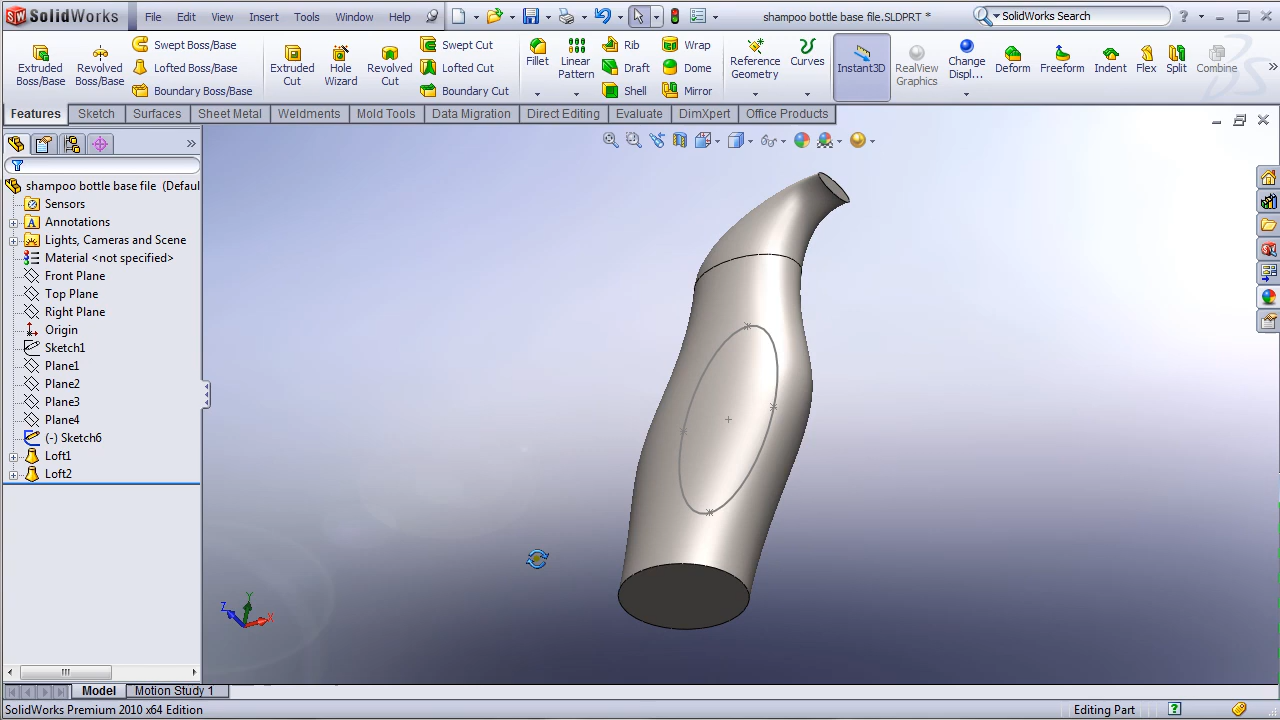 SolidWorks File Edit View Insert Tools Window Help shampoo bottle base file.SLDPRT * SolidWorks Search
Extruded Boss/Base Revolved Boss/Base Swept Boss/Base Lofted Boss/Base Boundary Boss/Base Extruded Cut Hole Wizard Revolved Cut Swept Cut Lofted Cut Boundary Cut Fillet Linear Pattern Rib Draft Shell Wrap Dome Mirror Reference Geometry Curves Instant3D RealView Graphics Change Displ... Deform Freeform Indent Flex Split Combine
Features Sketch Surfaces Sheet Metal Weldments Mold Tools Data Migration Direct Editing Evaluate DimXpert Office Products
shampoo bottle base file (Defaul
Sensors
Annotations
Lights, Cameras and Scene
Material <not specified>
Front Plane
Top Plane
Right Plane
Origin
Sketch1
Plane1
Plane2
Plane3
Plane4
(-) Sketch6
Loft1
Loft2
Y
Z
X
Model Motion Study 1
SolidWorks Premium 2010 x64 Edition Editing Part